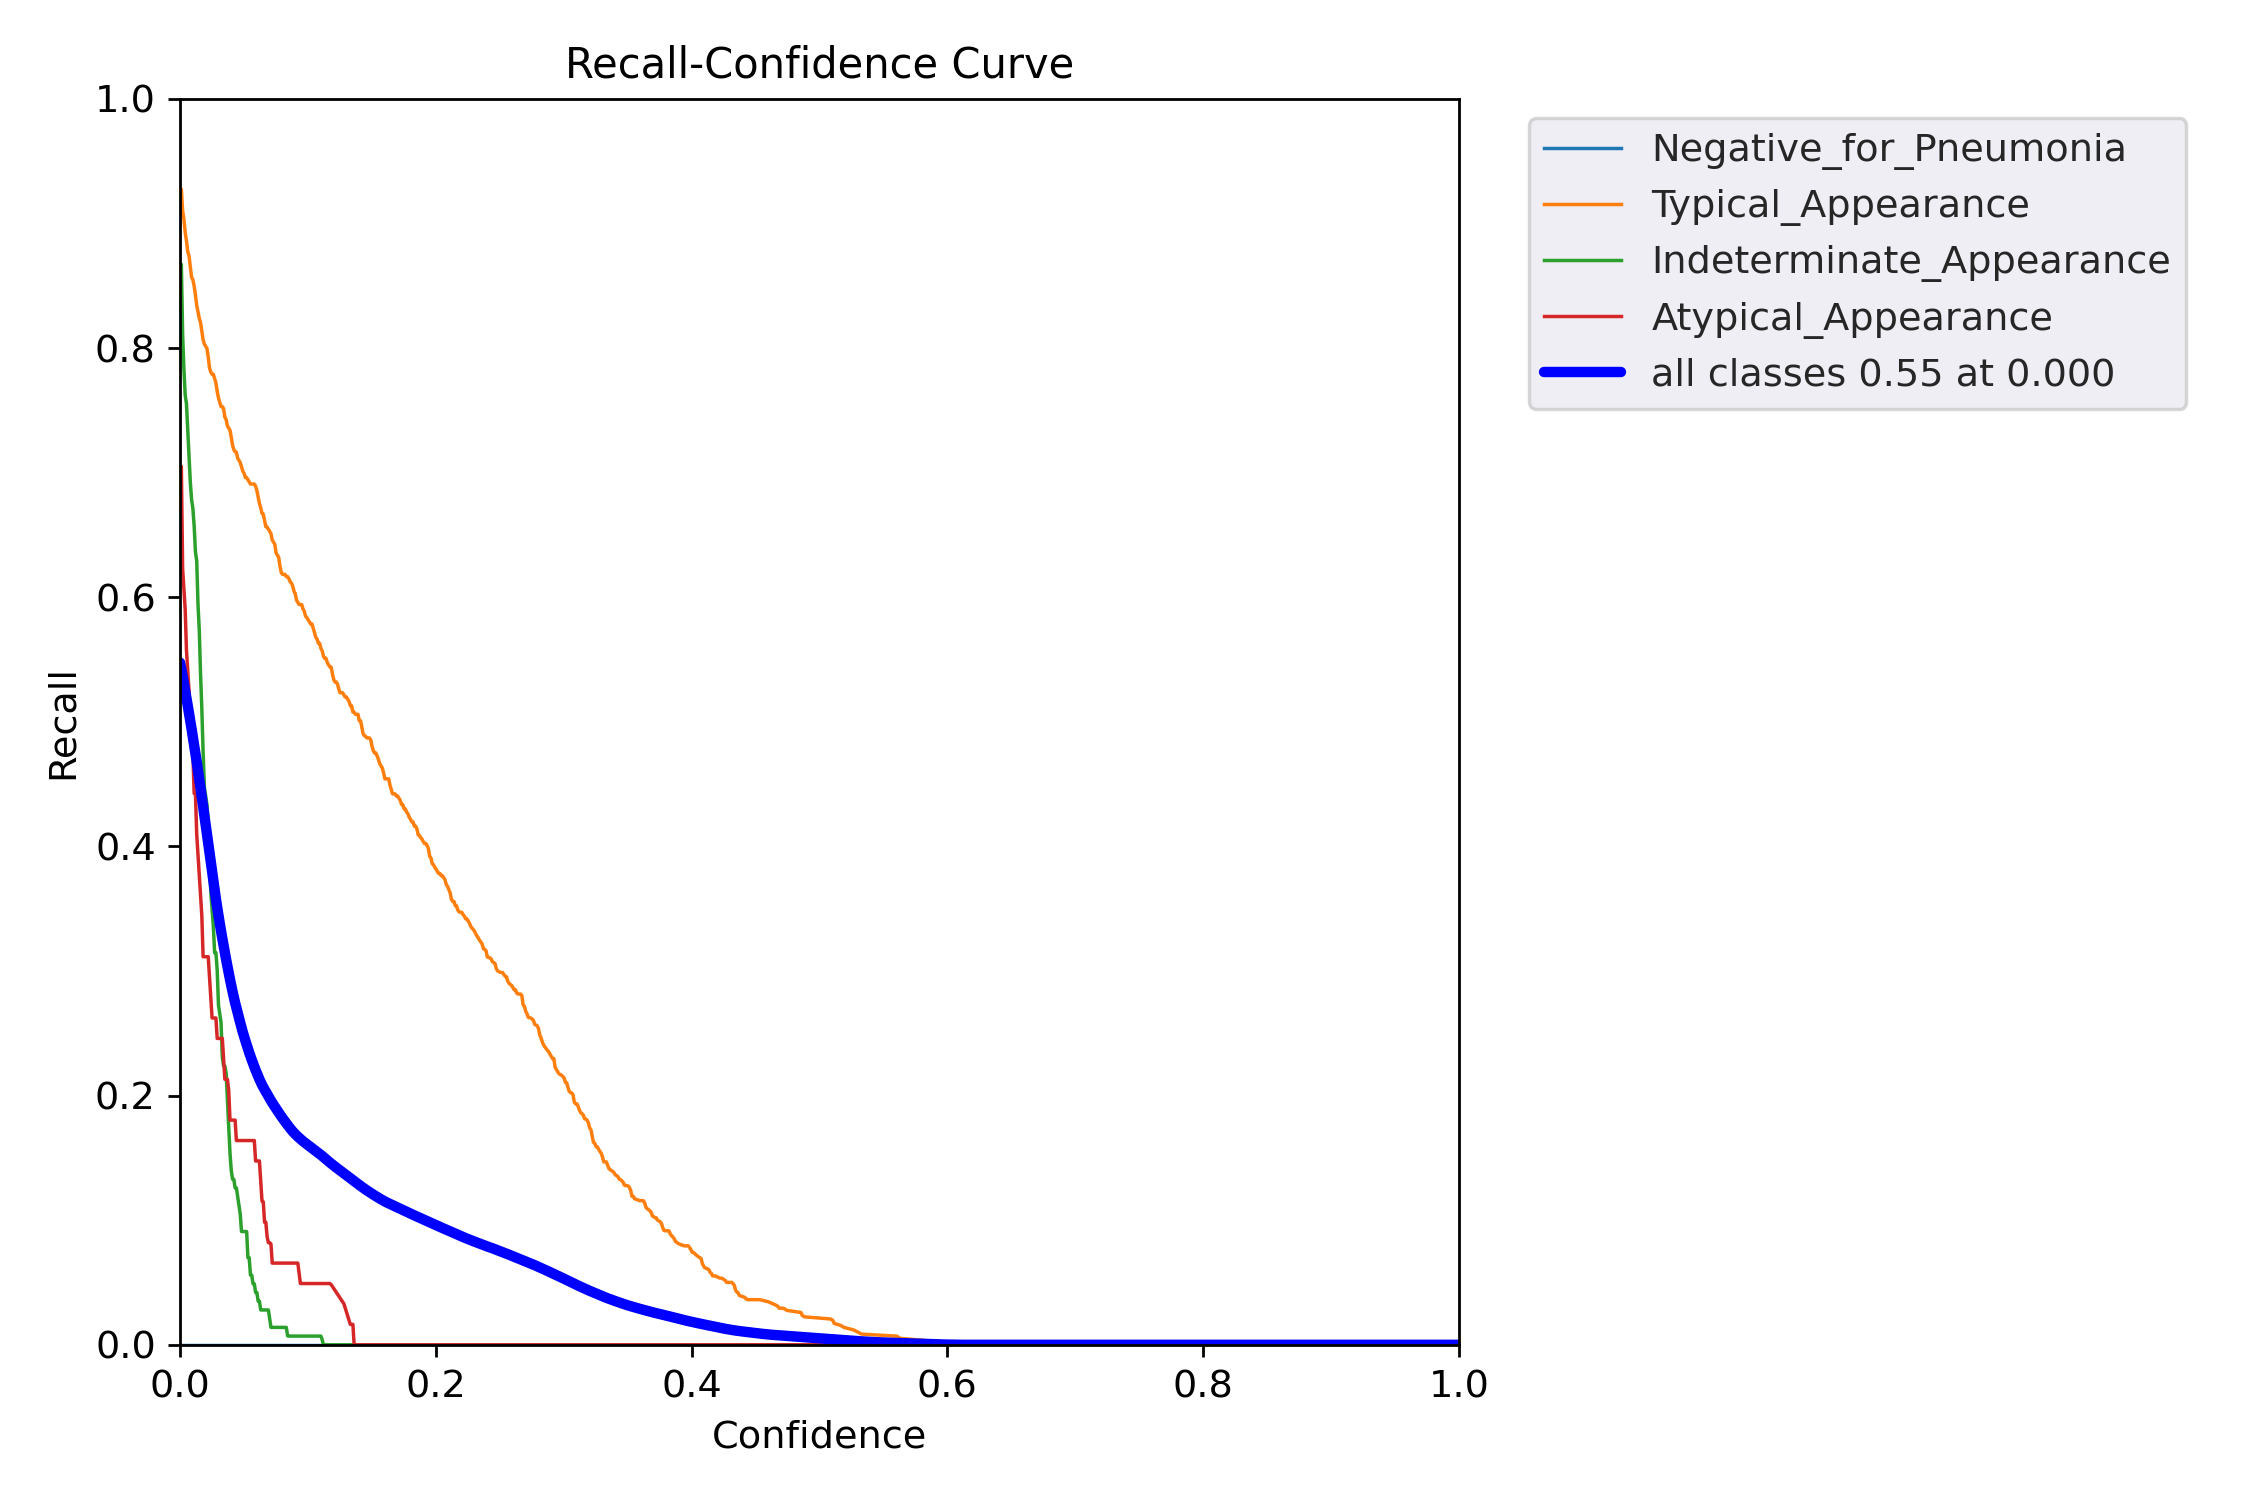 Recall-Confidence Curve
1.0
0.8
0.6
0.4
0.2
0.0
Recall
0.0 0.2 0.4 0.6 0.8 1.0
Confidence
Negative_for_Pneumonia
Typical_Appearance
Indeterminate_Appearance
Atypical_Appearance
all classes 0.55 at 0.000